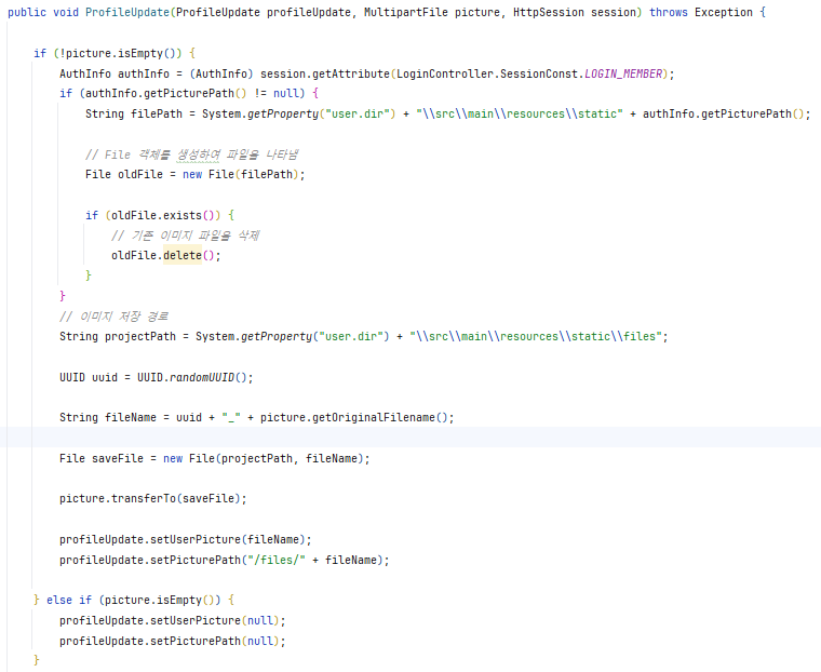 public void ProfileUpdate(ProfileUpdate profileUpdate, MultipartFile picture, HttpSession session) throws Exception {
if (!picture.isEmpty()) {
AuthInfo authInfo = (AuthInfo) session.getAttribute(LoginController.SessionConst.LOGIN_MEMBER);
if (authInfo.getPicturePath() != null) {
String filePath = System.getProperty("user.dir") + "\\src\\main\\resources\\static" + authInfo.getPicturePath();
// File 객체를 생성하여 파일을 나타냄
File oldFile = new File(filePath);
if (oldFile.exists()) {
// 기존 이미지 파일을 삭제
oldFile.delete();
}
}
// 이미지 저장 경로
String projectPath = System.getProperty("user.dir") + "\\src\\main\\resources\\static\\files";
UUID uuid = UUID.randomUUID();
String fileName = uuid + "_" + picture.getOriginalFilename();
File saveFile = new File(projectPath, fileName);
picture.transferTo(saveFile);
profileUpdate.setUserPicture(fileName);
profileUpdate.setPicturePath("/files/" + fileName);
} else if (picture.isEmpty()) {
profileUpdate.setUserPicture(null);
profileUpdate.setPicturePath(null);
}